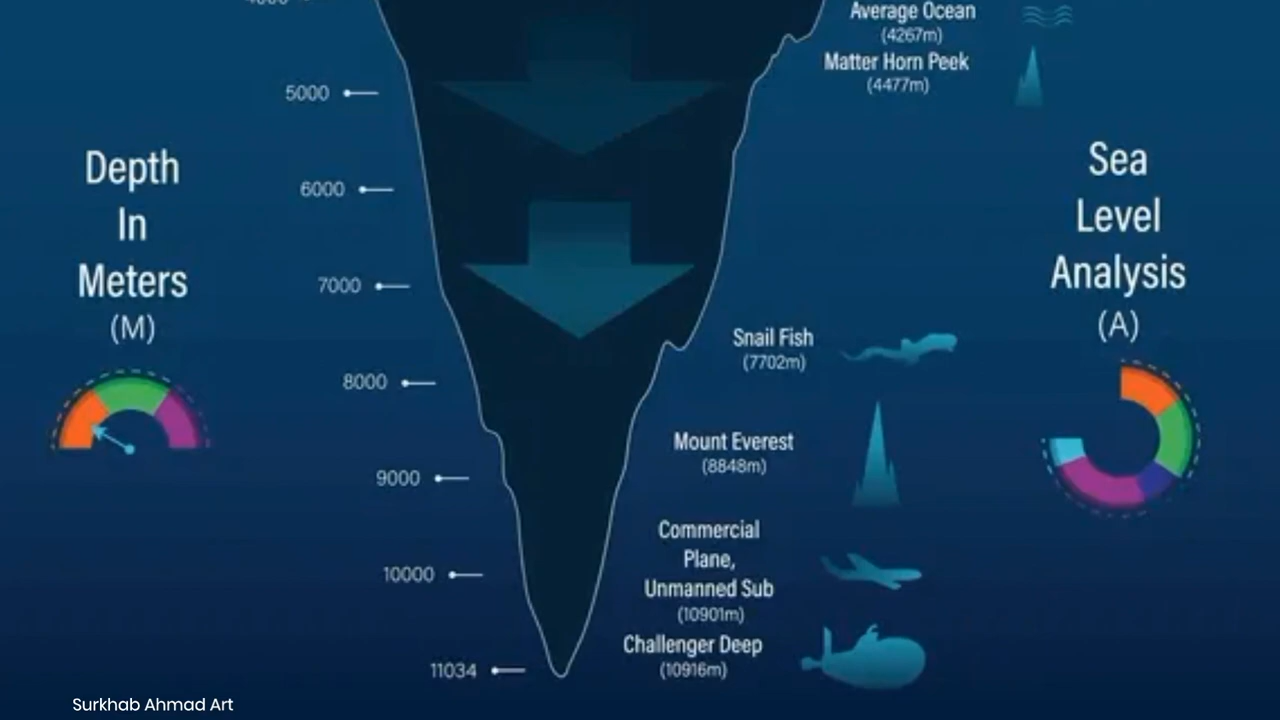 Average Ocean
(4267m)
Matter Horn Peek
(4477m)
5000
Depth
In
Meters
(M)
Sea
Level
Analysis
(A)
6000
7000
Snail Fish
(7702m)
8000
Mount Everest
(8848m)
9000
Commercial
Plane,
Unmanned Sub
(10901m)
10000
Challenger Deep
(10916m)
11034
Surkhab Ahmad Art